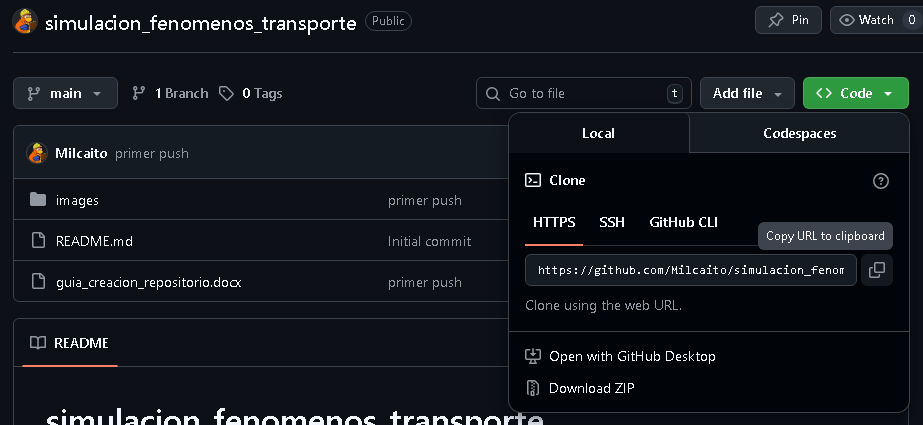 simulacion_fenomenos_transporte Public Pin Watch 0
main 1 Branch 0 Tags Go to file t Add file Code
Local Codespaces
Milcaito primer push
Clone
images primer push
HTTPS SSH GitHub CLI
Copy URL to clipboard
README.md Initial commit
https://github.com/Milcaito/simulacion_fenom
guia_creacion_repositorio.docx primer push
Clone using the web URL.
README
Open with GitHub Desktop
Download ZIP
simulacion_fenomenos_transporte